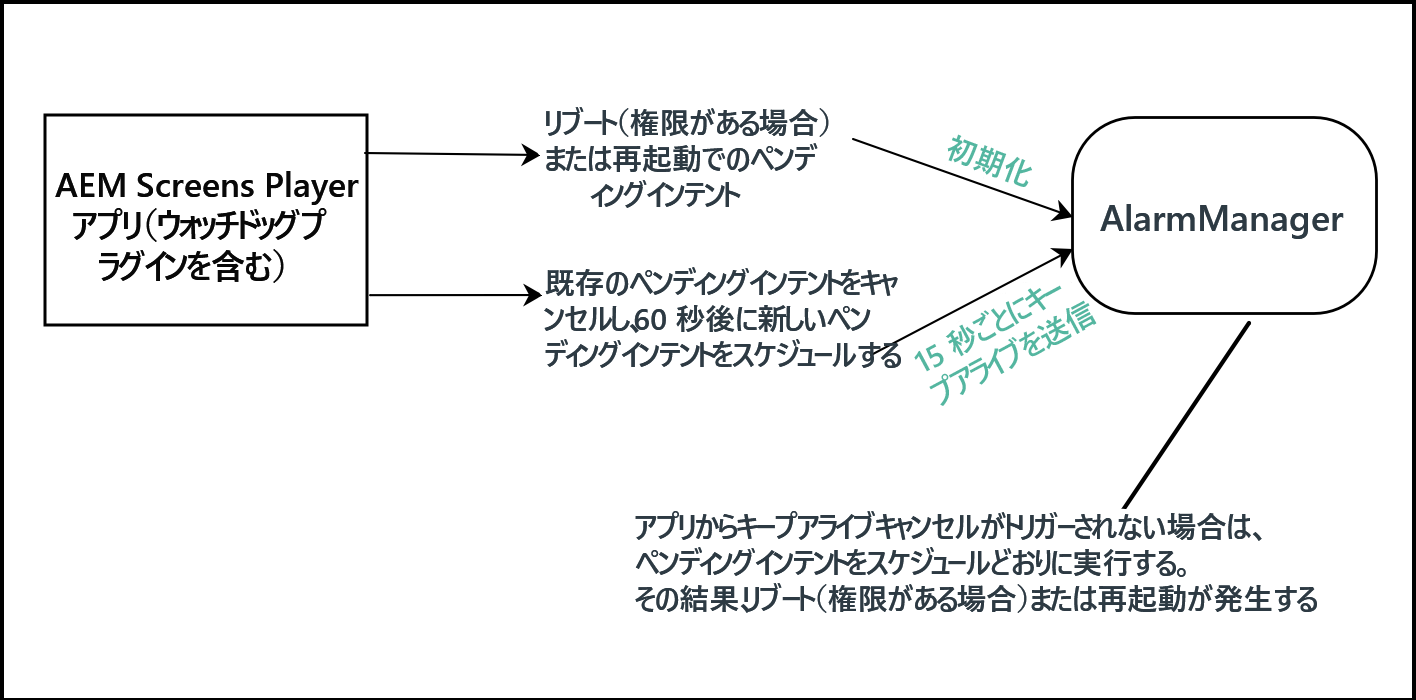 AEM Screens Player
アプリ（ウォッチドッグプ
ラグインを含む）
リブート（権限がある場合）
または再起動でのペンデ
ィングインテント
初期化
AlarmManager
既存のペンディングインテントをキャ
ンセルし、60 秒後に新しいペン
ディングインテントをスケジュールする
15 秒ごとにキー
プアライブを送信
アプリからキープアライブキャンセルがトリガーされない場合は、
ペンディングインテントをスケジュールどおりに実行する。
その結果、リブート（権限がある場合）または再起動が発生する